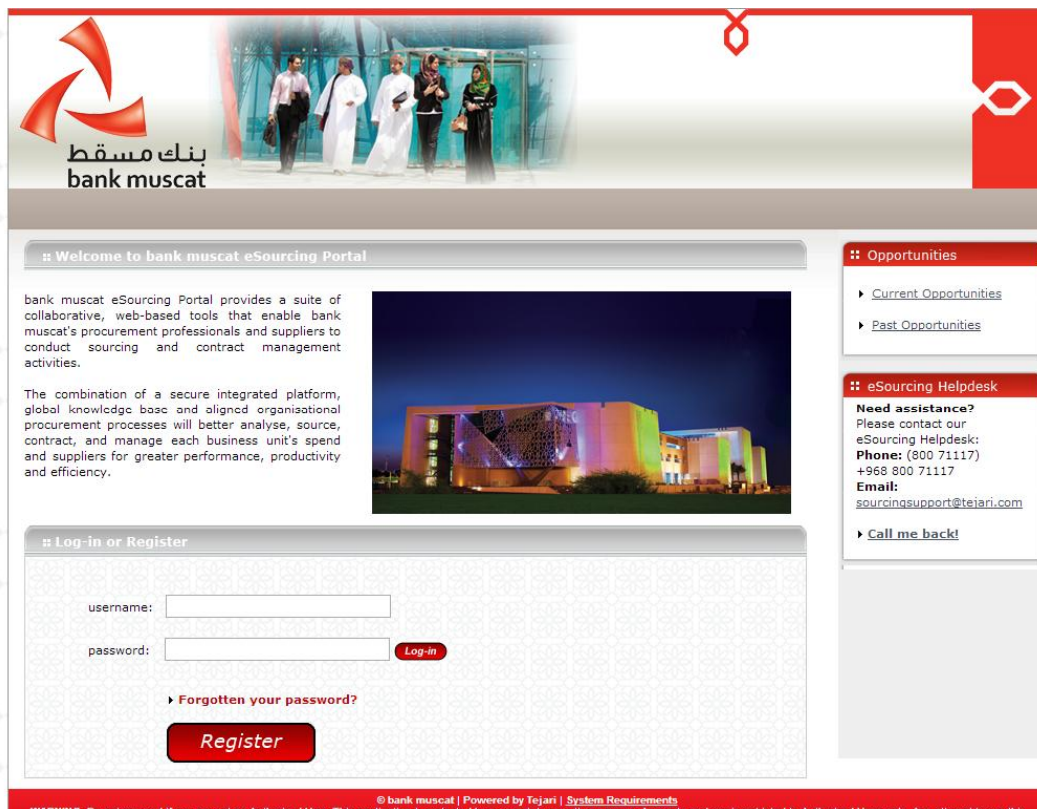 بنك مسقط
bank muscat
Welcome to bank muscat eSourcing Portal
bank muscat eSourcing Portal provides a suite of
collaborative, web-based tools that enable bank
muscat's procurement professionals and suppliers to
conduct sourcing and contract management
activities.
The combination of a secure integrated platform,
global knowledge base and aligned organisational
procurement processes will better analyse, source,
contract, and manage each business unit's spend
and suppliers for greater performance, productivity
and efficiency.
Log-in or Register
username:
password:
Log-in
Forgotten your password?
Register
Opportunities
Current Opportunities
Past Opportunities
eSourcing Helpdesk
Need assistance?
Please contact our
eSourcing Helpdesk:
Phone: (800 71117)
+968 800 71117
Email:
sourcingsupport@tejari.com
Call me back!
© bank muscat | Powered by Tejari | System Requirements